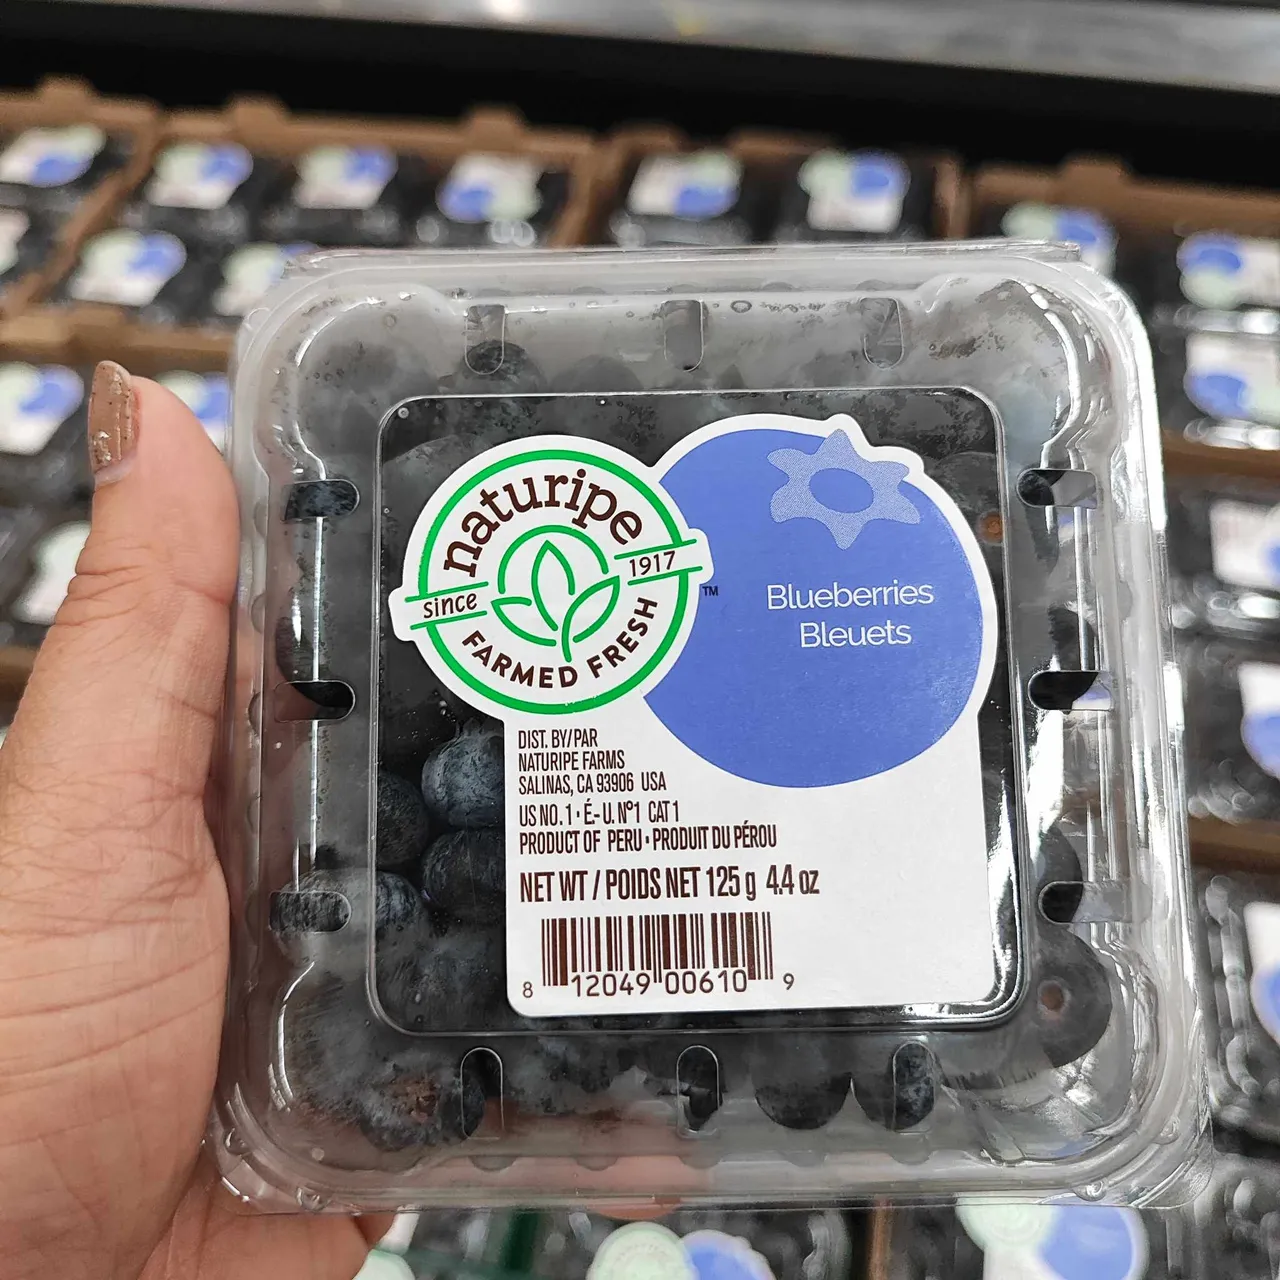 naturipe
since 1917
FARMED FRESH
™
Blueberries
Bleuets
DIST. BY/PAR
NATURIPE FARMS
SALINAS, CA 93906 USA
US NO. 1 • É.-U. Nº1 CAT 1
PRODUCT OF PERU • PRODUIT DU PÉROU
NET WT / POIDS NET 125 g 4.4 oz
8 12049 00610 9